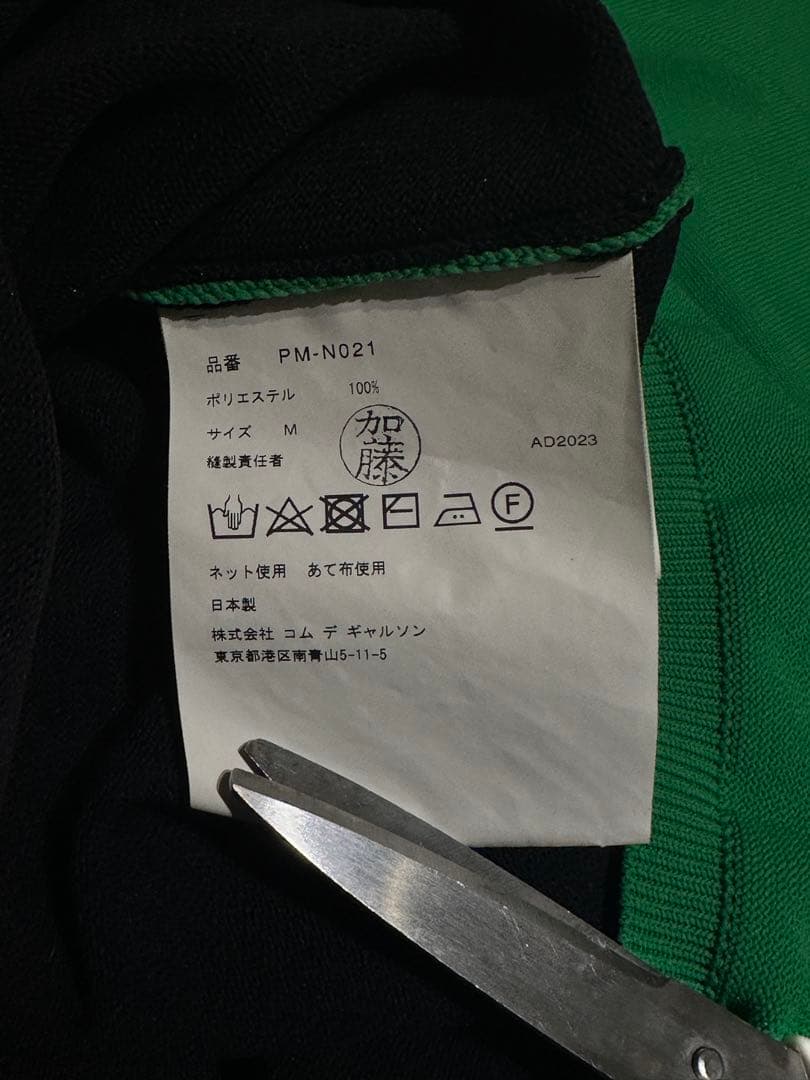 品番 PM-N021
ポリエステル 100%
サイズ M
加藤
AD2023
縫製責任者
F
ネット使用 あて布使用
日本製
株式会社 コム デ ギャルソン
東京都港区南青山5-11-5